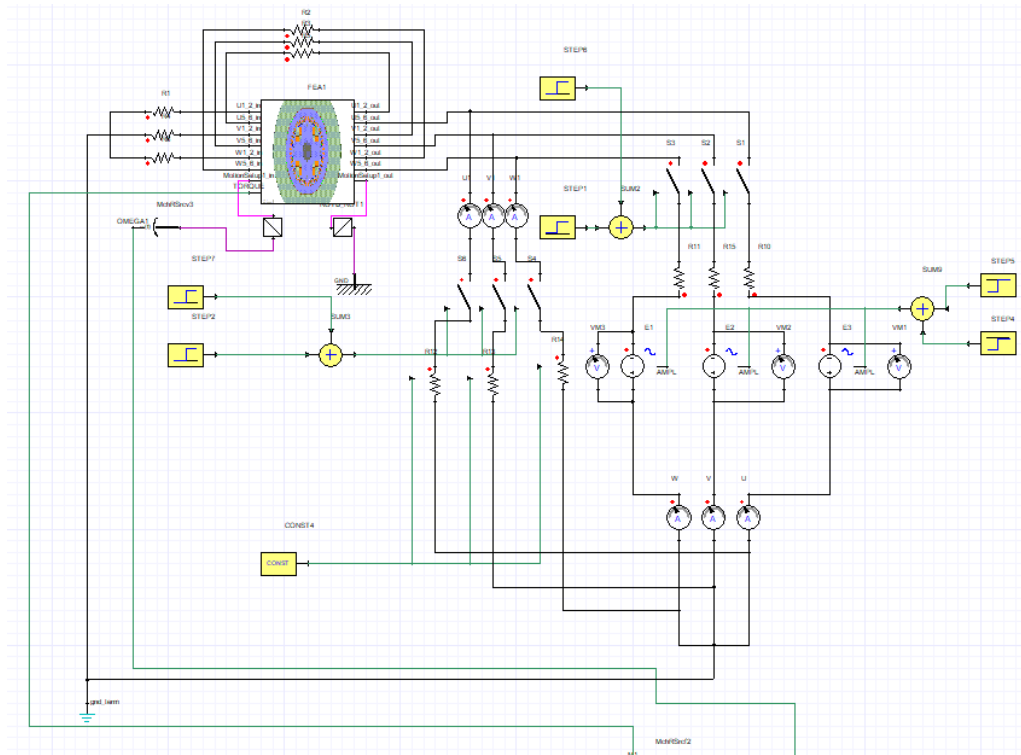 R2
STEP6
FEA1
R1
U1_2_in
U1_2_out
U5_6_in
U5_6_out
V1_2_in
V1_2_out
V5_6_in
V5_6_out
W1_2_in
W1_2_out
W5_6_in
W5_6_out
MotionSetup1_in
MotionSetup1_out
TORQUE
S3
S2
S1
U1
V1
W1
STEP1
SUM2
MchRSrcv3
OMEGA1
A
A
A
R11
R15
R10
STEP7
S6
S5
S4
STEP5
SUM9
GND
STEP2
SUM3
STEP4
VM3
E1
E2
VM2
E3
VM1
R12
R13
R14
V
AMPL
AMPL
V
AMPL
V
W
V
U
A
A
A
CONST4
CONST
gnd_term